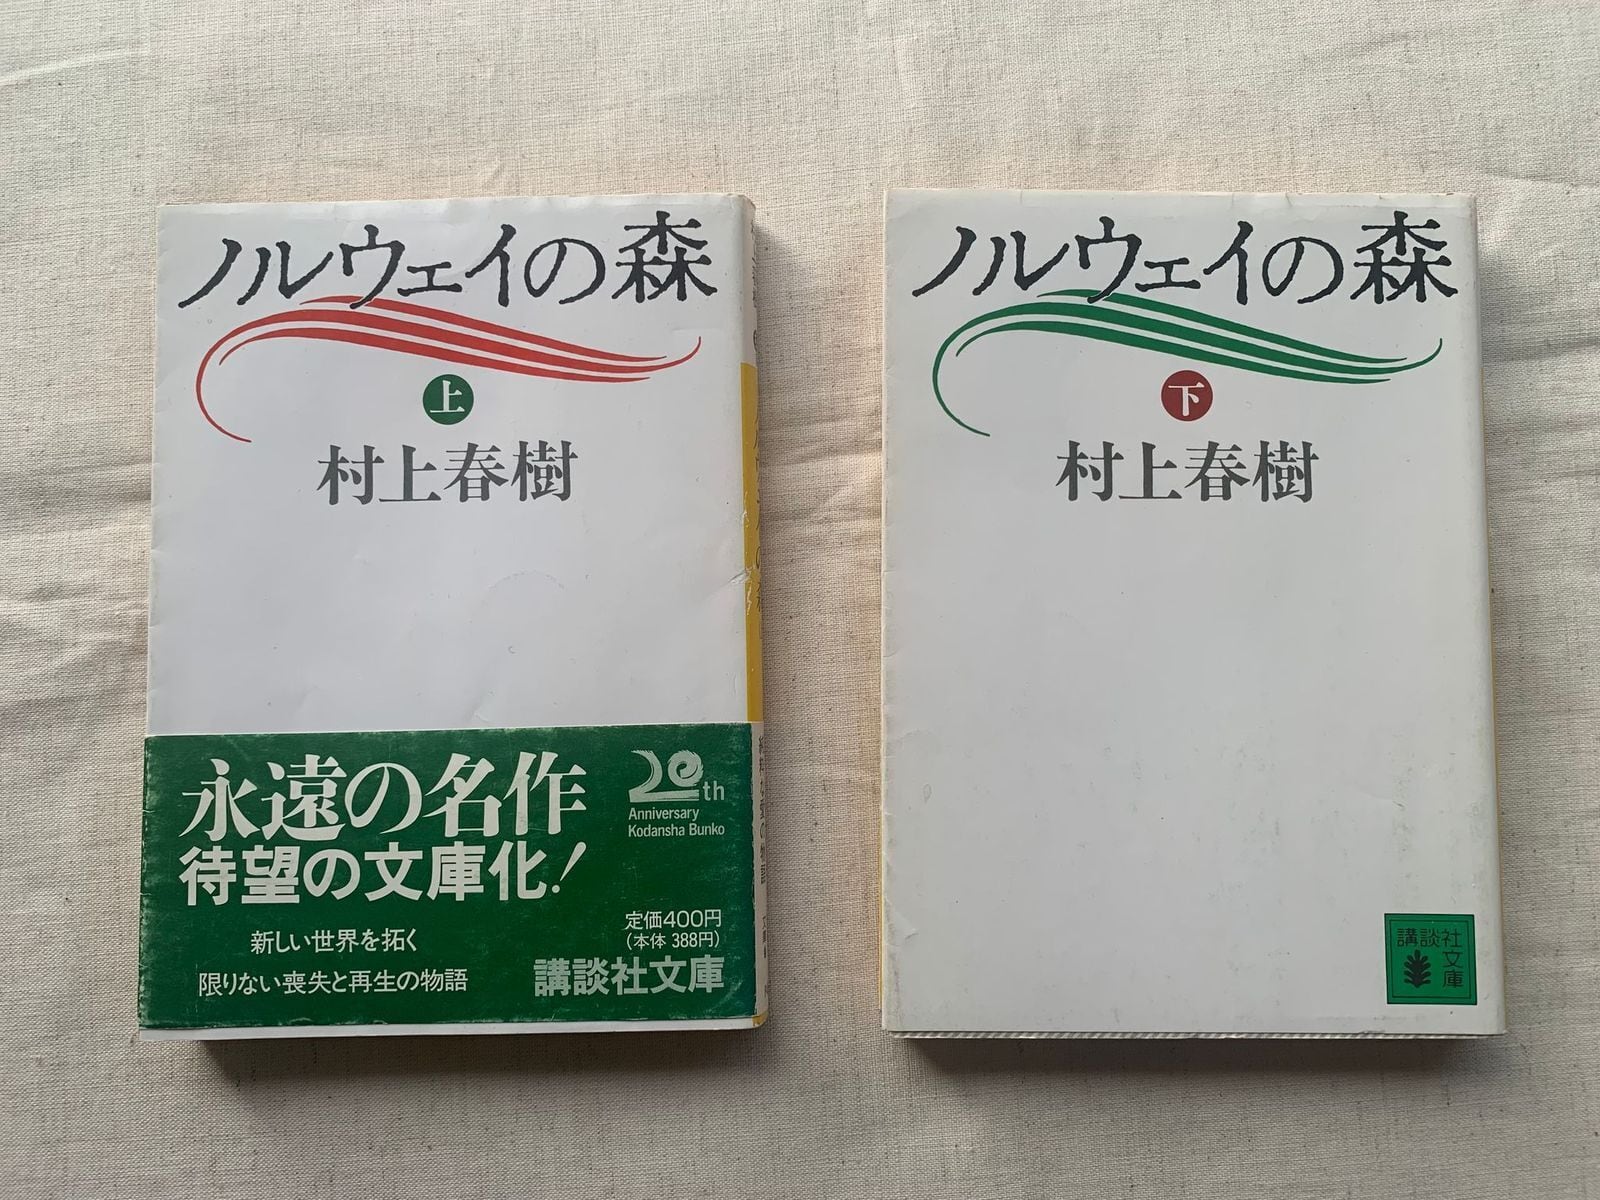 ノルウェイの森
上
村上春樹
永遠の名作
待望の文庫化!
新しい世界を拓く
限りない喪失と再生の物語
20th
Anniversary
Kodansha Bunko
定価400円
(本体 388円)
講談社文庫
ノルウェイの森
下
村上春樹
講談社
文庫